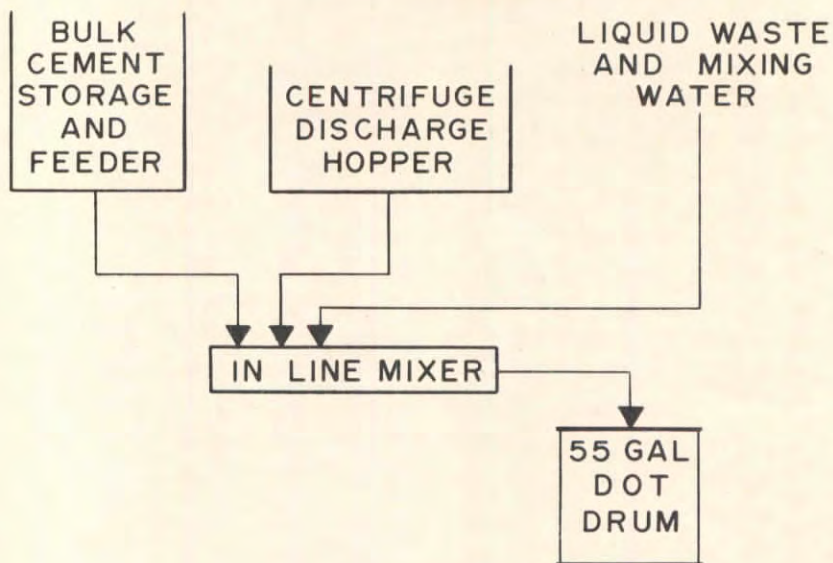 BULK
CEMENT
STORAGE
AND
FEEDER
CENTRIFUGE
DISCHARGE
HOPPER
LIQUID WASTE
AND MIXING
WATER
IN LINE MIXER
55 GAL
DOT
DRUM